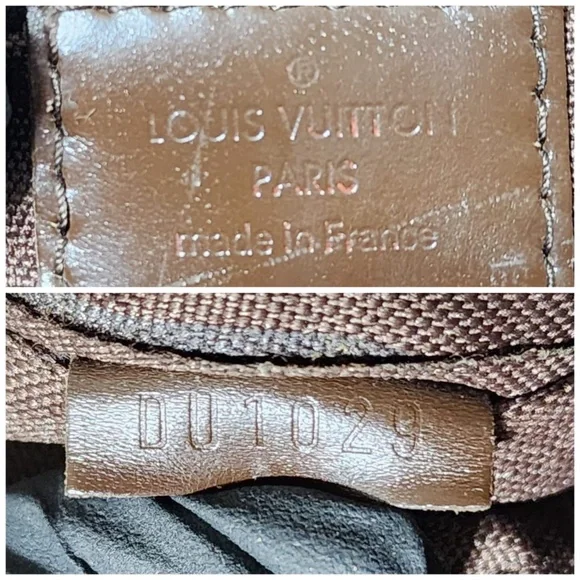 ®
LOUIS VUITTON
PARIS
made in France
DU1029